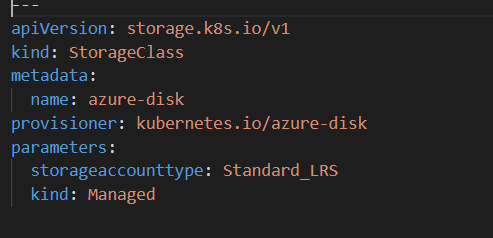 ---
apiVersion: storage.k8s.io/v1
kind: StorageClass
metadata:
  name: azure-disk
provisioner: kubernetes.io/azure-disk
parameters:
  storageaccounttype: Standard_LRS
  kind: Managed